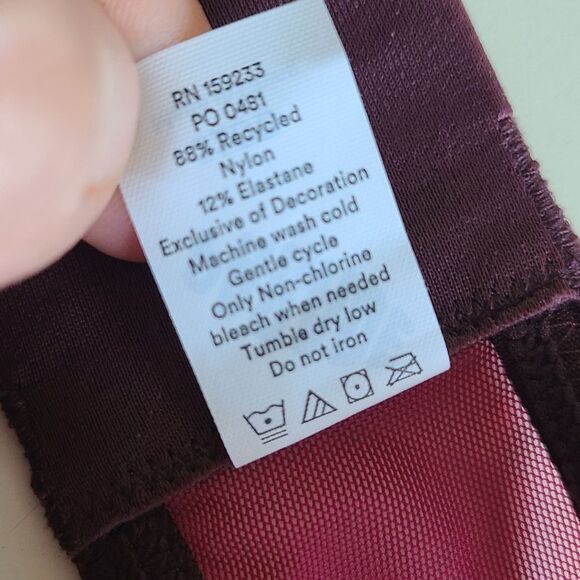 RN 159233
PO 0481
88% Recycled
Nylon
12% Elastane
Exclusive of Decoration
Machine wash cold
Gentle cycle
Only Non-chlorine
bleach when needed
Tumble dry low
Do not iron